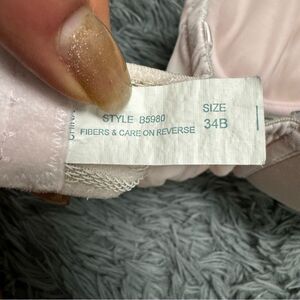 STYLE B5980
FIBERS & CARE ON REVERSE
SIZE
34B